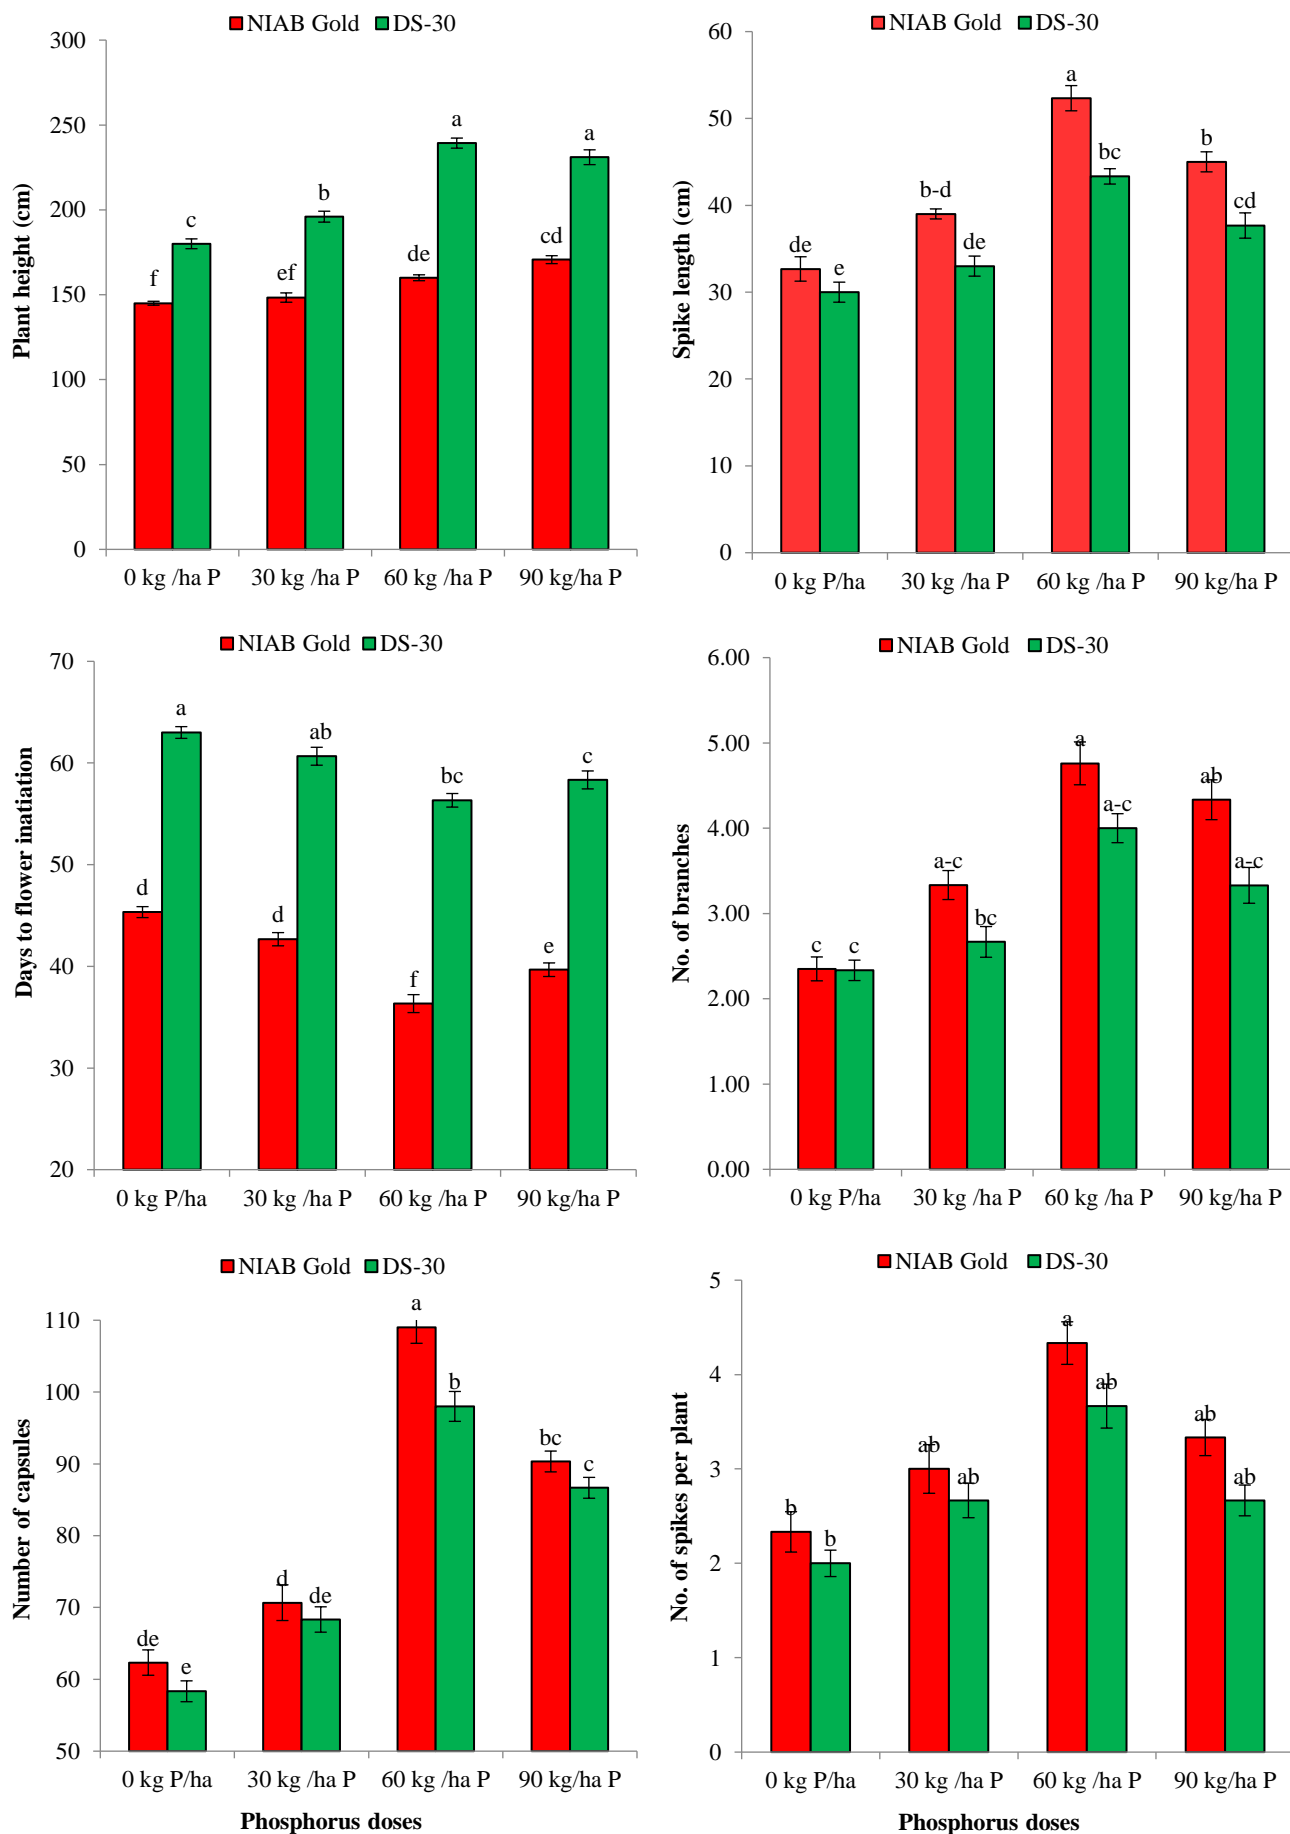 NIAB Gold DS-30
300
250
200
150
100
50
0
Plant height (cm)
f c ef b de a cd a
0 kg /ha P 30 kg /ha P 60 kg /ha P 90 kg/ha P
NIAB Gold DS-30
60
50
40
30
20
10
0
Spike length (cm)
de e b-d de a bc b cd
0 kg P/ha 30 kg /ha P 60 kg /ha P 90 kg/ha P
NIAB Gold DS-30
70
60
50
40
30
20
Days to flower inatiation
d a d ab f bc e c
0 kg P/ha 30 kg /ha P 60 kg /ha P 90 kg/ha P
NIAB Gold DS-30
6.00
5.00
4.00
3.00
2.00
1.00
0.00
No. of branches
c c a-c bc a a-c ab a-c
0 kg P/ha 30 kg /ha P 60 kg /ha P 90 kg/ha P
NIAB Gold DS-30
110
100
90
80
70
60
50
Number of capsules
de e d de a b bc c
0 kg P/ha 30 kg /ha P 60 kg /ha P 90 kg/ha P
Phosphorus doses
NIAB Gold DS-30
5
4
3
2
1
0
No. of spikes per plant
b b ab ab a ab ab ab
0 kg P/ha 30 kg /ha P 60 kg /ha P 90 kg/ha P
Phosphorus doses